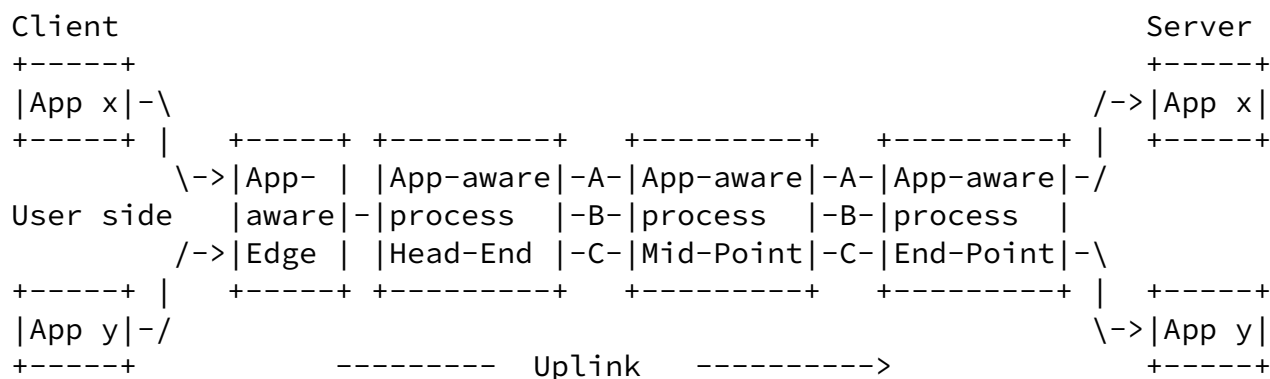 Client                                                                 Server
+-----+                                                                +-----+
|App x|-\                                                          /->|App x|
+-----+ |   +-----+ +---------+   +---------+   +---------+ |  +-----+
         \->|App- | |App-aware|-A-|App-aware|-A-|App-aware|-/
User side   |aware|-|process  |-B-|process  |-B-|process  |
         /->|Edge | |Head-End |-C-|Mid-Point|-C-|End-Point|-\
+-----+ |   +-----+ +---------+   +---------+   +---------+ |  +-----+
|App y|-/                                                          \->|App y|
+-----+            ---------  Uplink   ---------->               +-----+